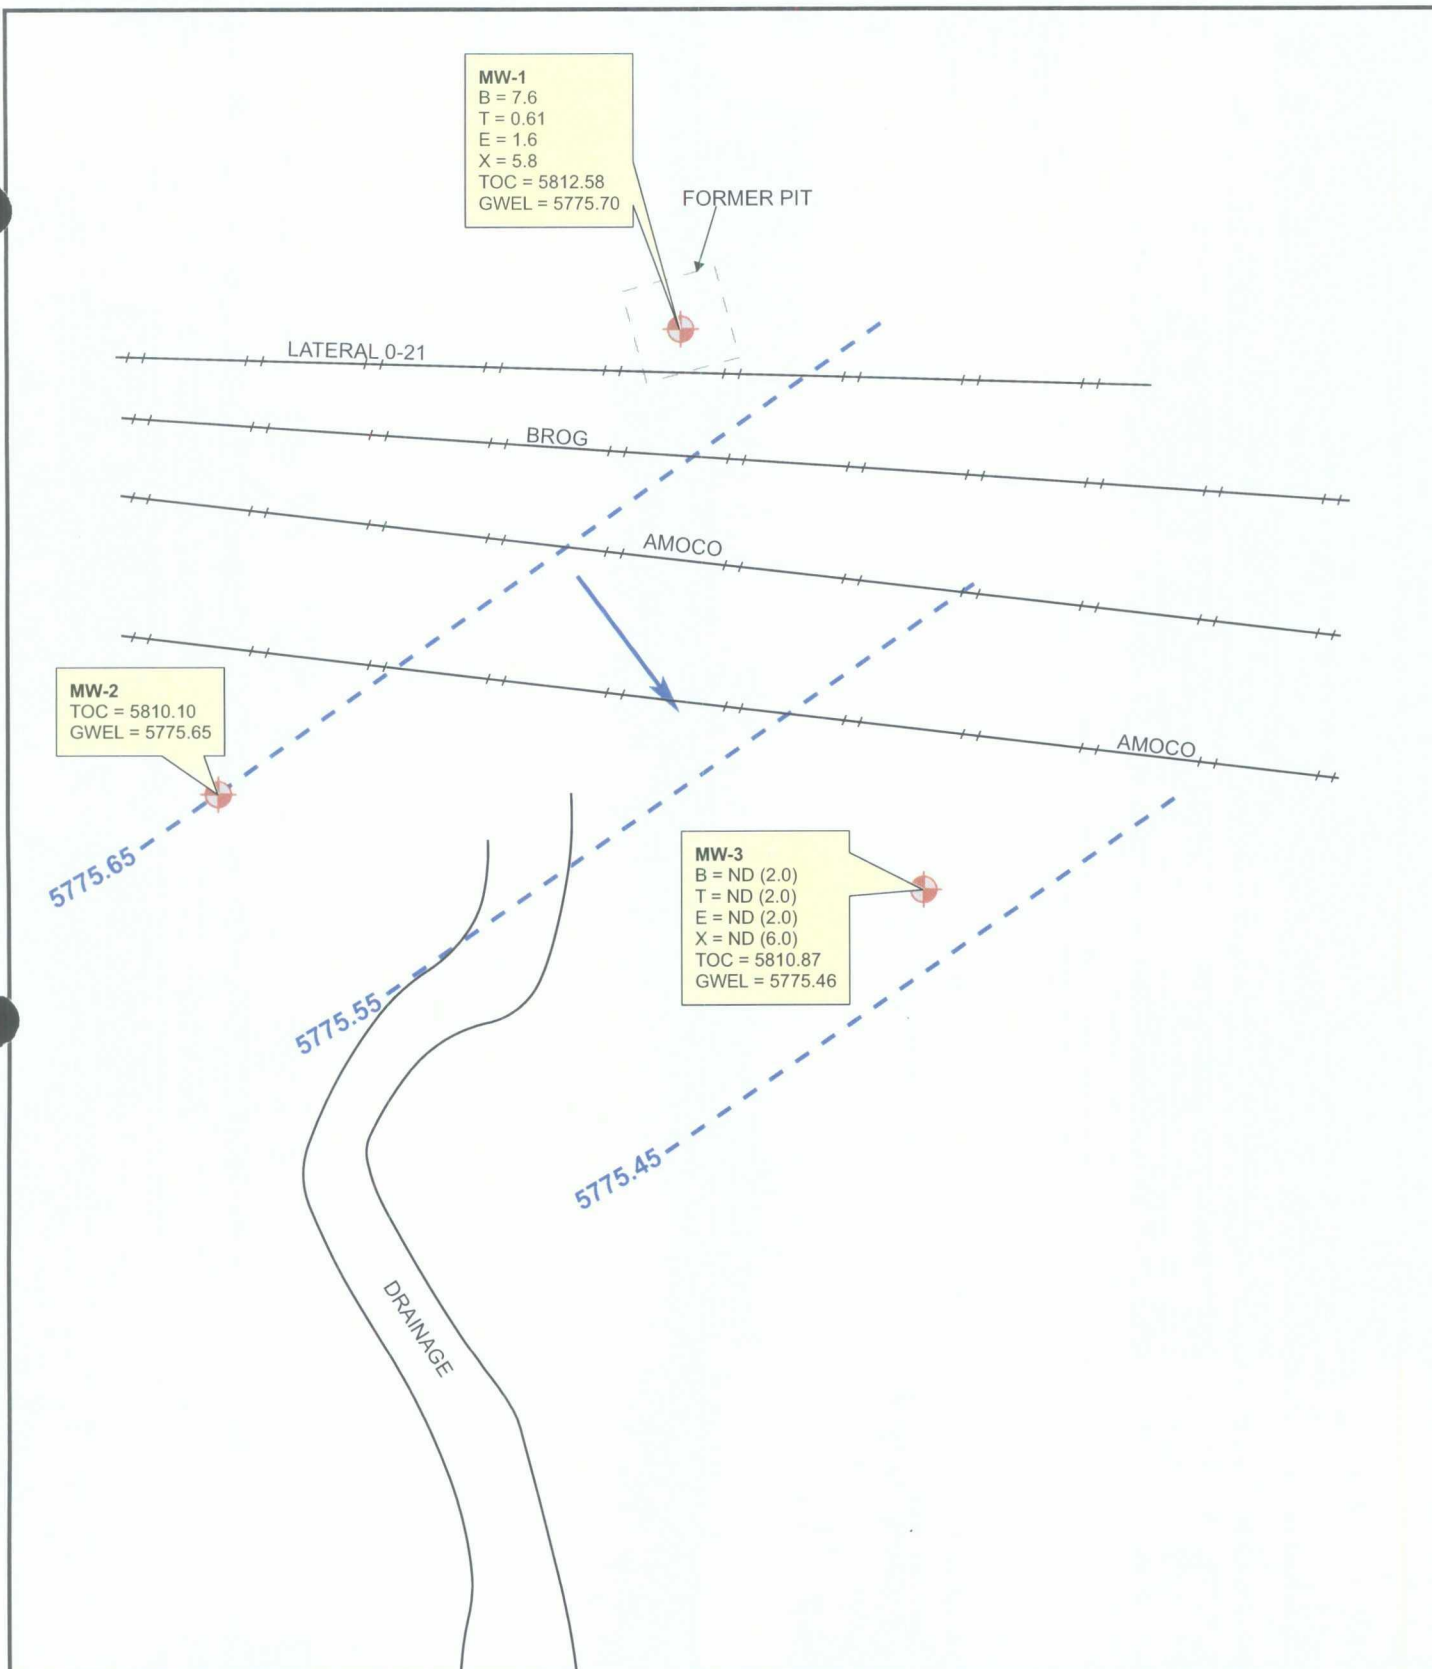 MW-1
B = 7.6
T = 0.61
E = 1.6
X = 5.8
TOC = 5812.58
GWEL = 5775.70
FORMER PIT
LATERAL 0-21
BROG
AMOCO
MW-2
TOC = 5810.10
GWEL = 5775.65
AMOCO
5775.65
MW-3
B = ND (2.0)
T = ND (2.0)
E = ND (2.0)
X = ND (6.0)
TOC = 5810.87
GWEL = 5775.46
5775.55
5775.45
DRAINAGE